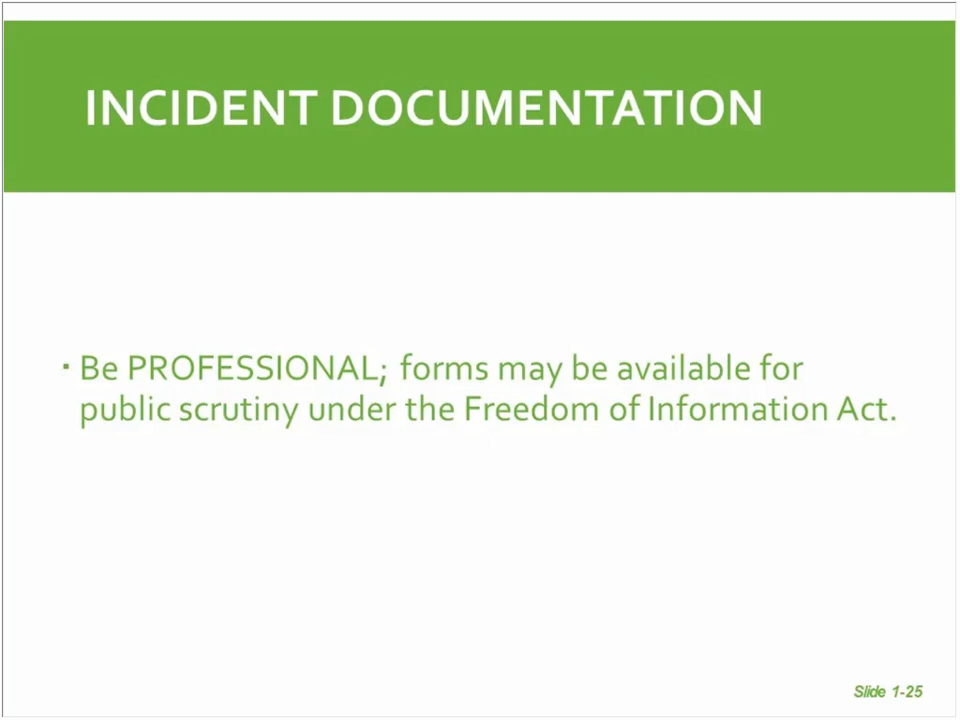 INCIDENT DOCUMENTATION
▪ Be PROFESSIONAL; forms may be available for
public scrutiny under the Freedom of Information Act.
Slide 1-25